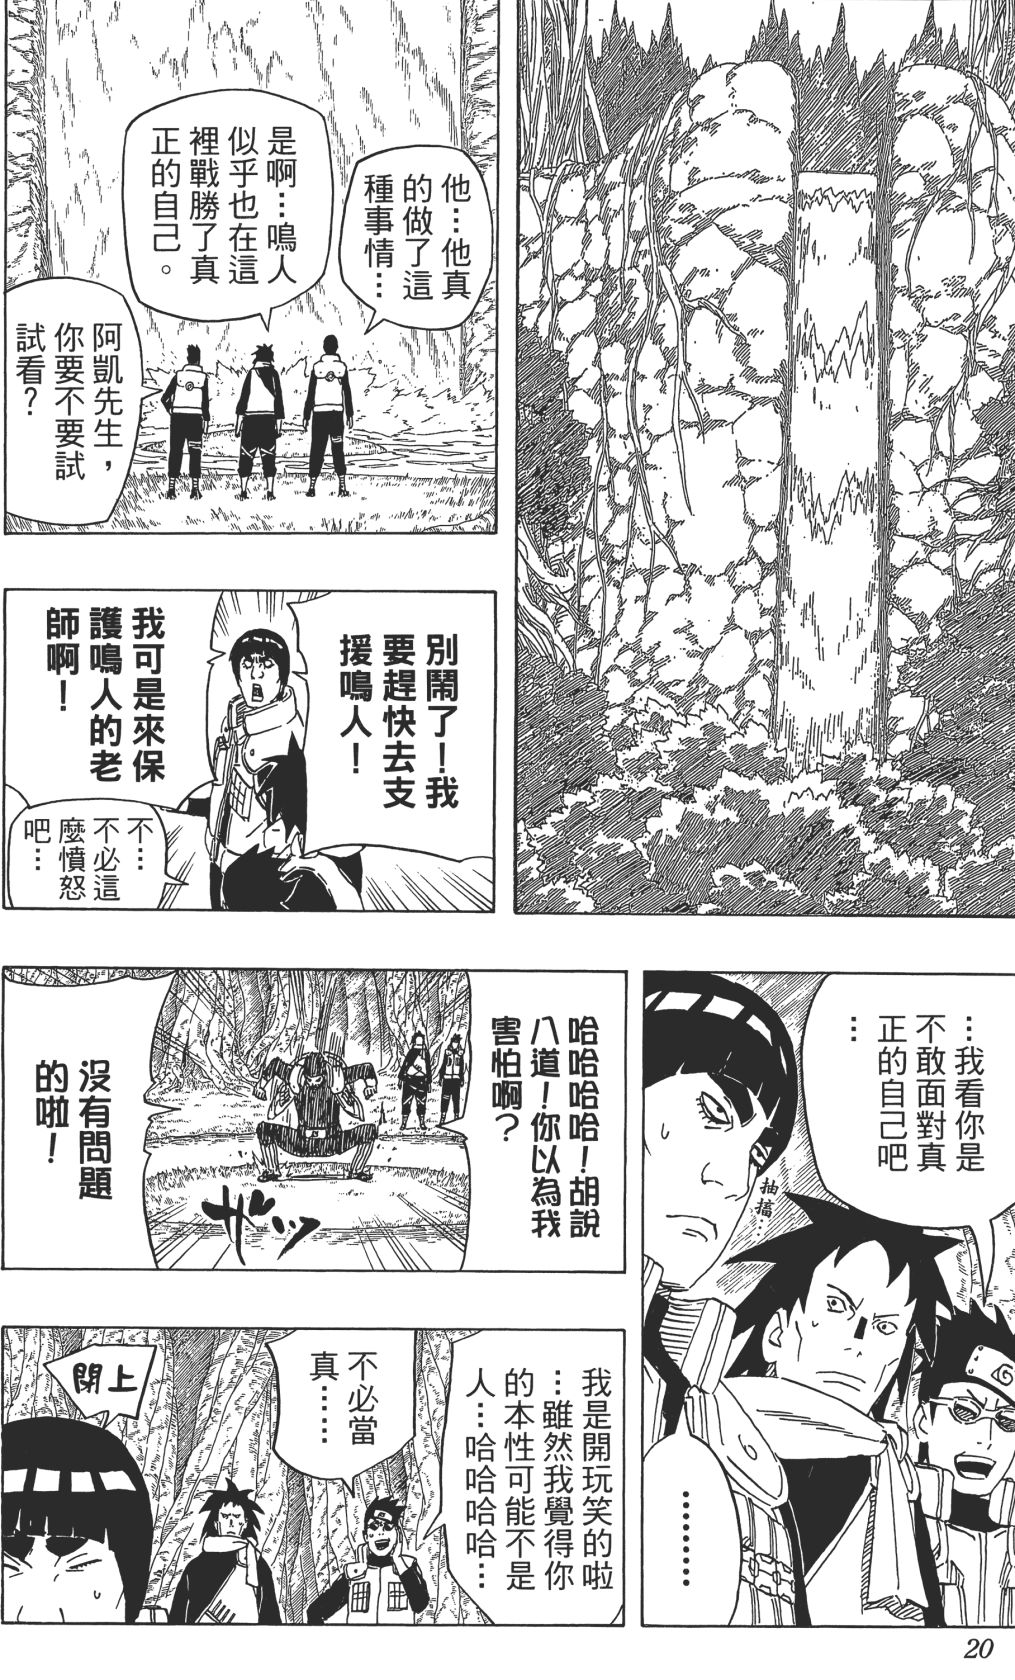 他…他真
的做了這
種事情…
是啊…鳴人
似乎也在這
裡戰勝了真
正的自己。
阿凱先生，
你要不要試
試看？
別鬧了！我
要趕快去支
援鳴人！
我可是來保
護鳴人的老
師啊！
不…
不必這
麼憤怒
吧…
…我看你是
不敢面對真
正的自己吧
…
抽搐…
………
哈哈哈哈！胡說
八道！你以為我
害怕啊？
沒有問題
的啦！
ザッ
我是開玩笑的啦
…雖然我覺得你
的本性可能不是
人…哈哈哈哈…
不必當
真……
閉上
20